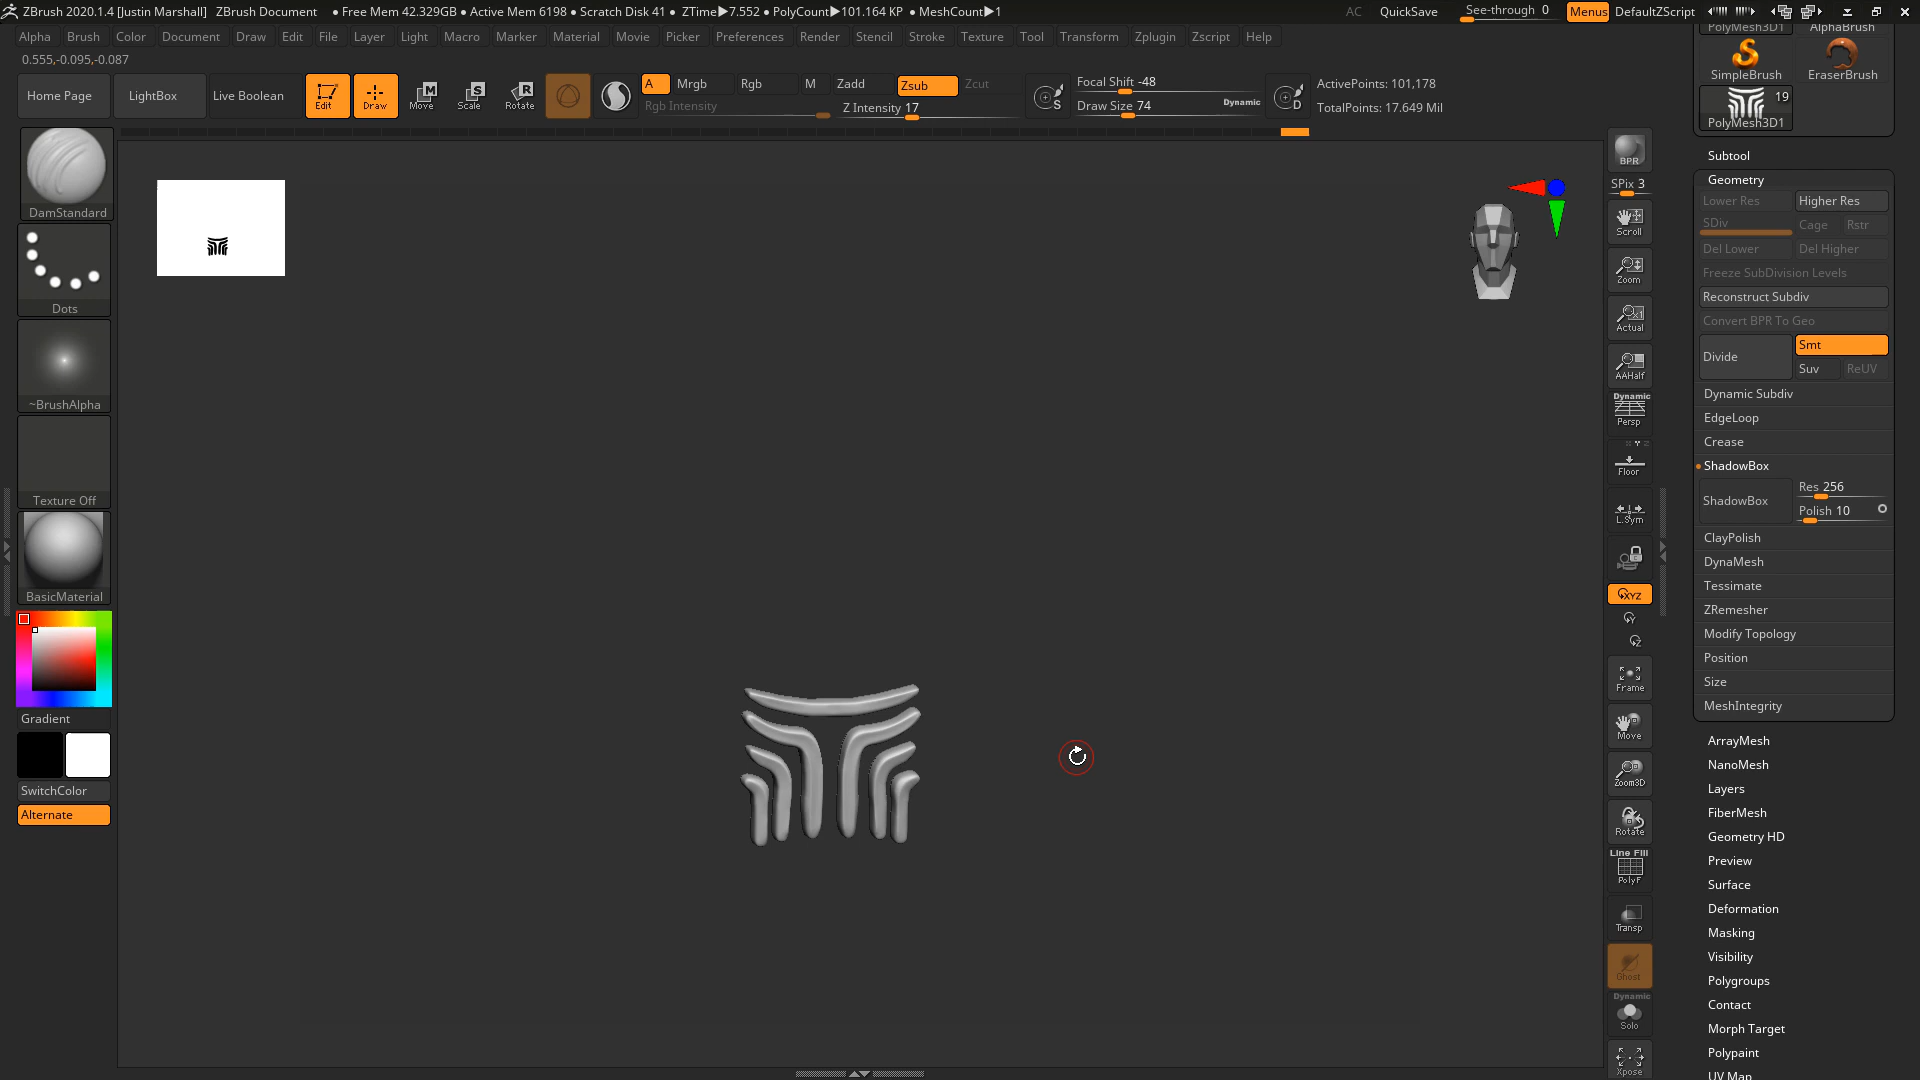 ZBrush 2020.1.4 [Justin Marshall] ZBrush Document ● Free Mem 42.329GB ● Active Mem 6198 ● Scratch Disk 41 ● ZTime▶7.552 ● PolyCount▶101.164 KP ● MeshCount▶1 AC QuickSave See-through 0 Menus DefaultZScript
Alpha Brush Color Document Draw Edit File Layer Light Macro Marker Material Movie Picker Preferences Render Stencil Stroke Texture Tool Transform Zplugin Zscript Help
0.555,-0.095,-0.087
Home Page LightBox Live Boolean Edit Draw Move Scale Rotate
A Mrgb Rgb M Zadd Zsub Zcut
Rgb Intensity Z Intensity 17
Focal Shift -48
Draw Size 74 Dynamic
S D
ActivePoints: 101,178
TotalPoints: 17.649 Mil
DamStandard
Dots
~BrushAlpha
Texture Off
BasicMaterial
Gradient
SwitchColor
Alternate
BPR
SPix 3
Scroll
Zoom
Actual
AAHalf
Dynamic
Persp
Floor
L.Sym
XYZ
Y
Z
Frame
Move
Zoom3D
Rotate
Line Fill
PolyF
Transp
Ghost
Dynamic
Solo
Xpose
PolyMesh3D1 AlphaBrush
SimpleBrush EraserBrush
19
PolyMesh3D1
Subtool
Geometry
Lower Res Higher Res
SDiv Cage Rstr
Del Lower Del Higher
Freeze SubDivision Levels
Reconstruct Subdiv
Convert BPR To Geo
Divide Smt
Suv ReUV
Dynamic Subdiv
EdgeLoop
Crease
ShadowBox
ShadowBox Res 256
Polish 10
ClayPolish
DynaMesh
Tessimate
ZRemesher
Modify Topology
Position
Size
MeshIntegrity
ArrayMesh
NanoMesh
Layers
FiberMesh
Geometry HD
Preview
Surface
Deformation
Masking
Visibility
Polygroups
Contact
Morph Target
Polypaint
UV Map